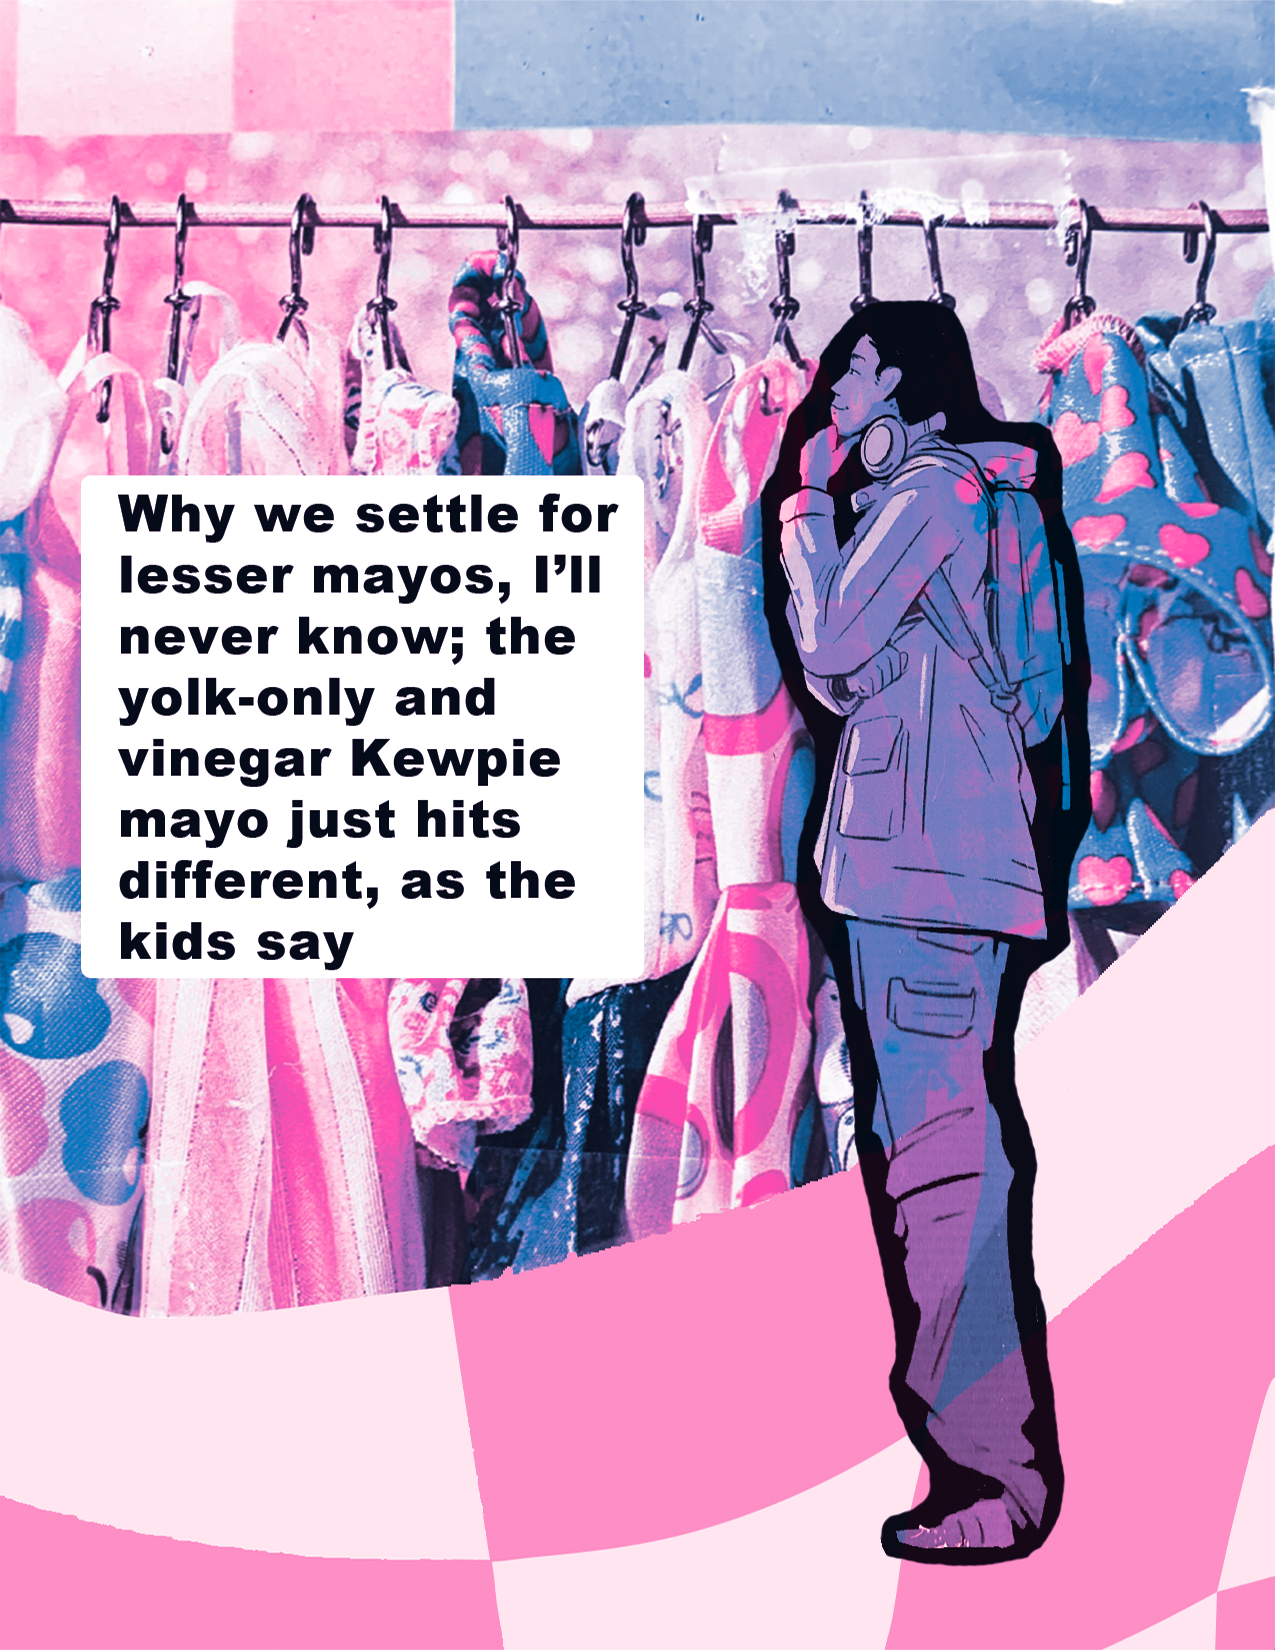 Why we settle for
lesser mayos, I’ll
never know; the
yolk-only and
vinegar Kewpie
mayo just hits
different, as the
kids say